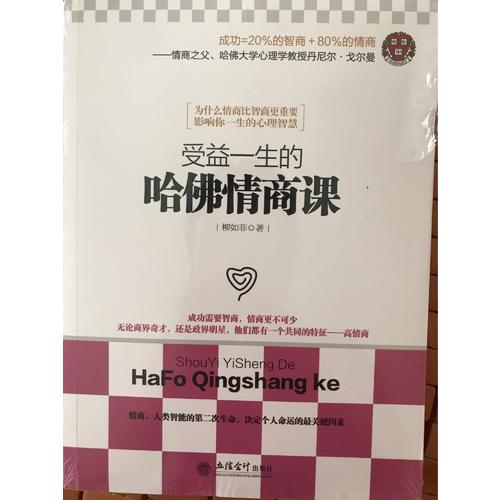 成功=20%的智商+80%的情商
——情商之父、哈佛大学心理学教授丹尼尔·戈尔曼
为什么情商比智商更重要
影响你一生的心理智慧
受益一生的
哈佛情商课
|柳如菲◎著|
成功需要智商，情商更不可少
无论商界奇才，还是政界明星，他们都有一个共同的特征——高情商
ShouYi YiSheng De
HaFo Qingshang ke
情商，人类智能的第二次生命，决定个人命运的最关键因素
立信会计出版社